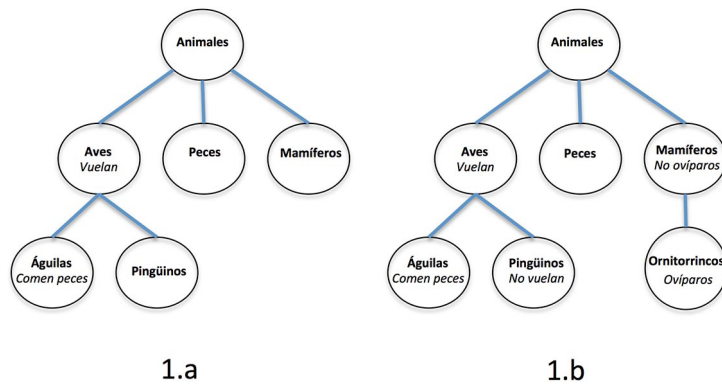 Animales
Aves
Vuelan
Peces
Mamíferos
Águilas
Comen peces
Pingüinos
1.a
Animales
Aves
Vuelan
Peces
Mamíferos
No ovíparos
Águilas
Comen peces
Pingüinos
No vuelan
Ornitorrincos
Ovíparos
1.b